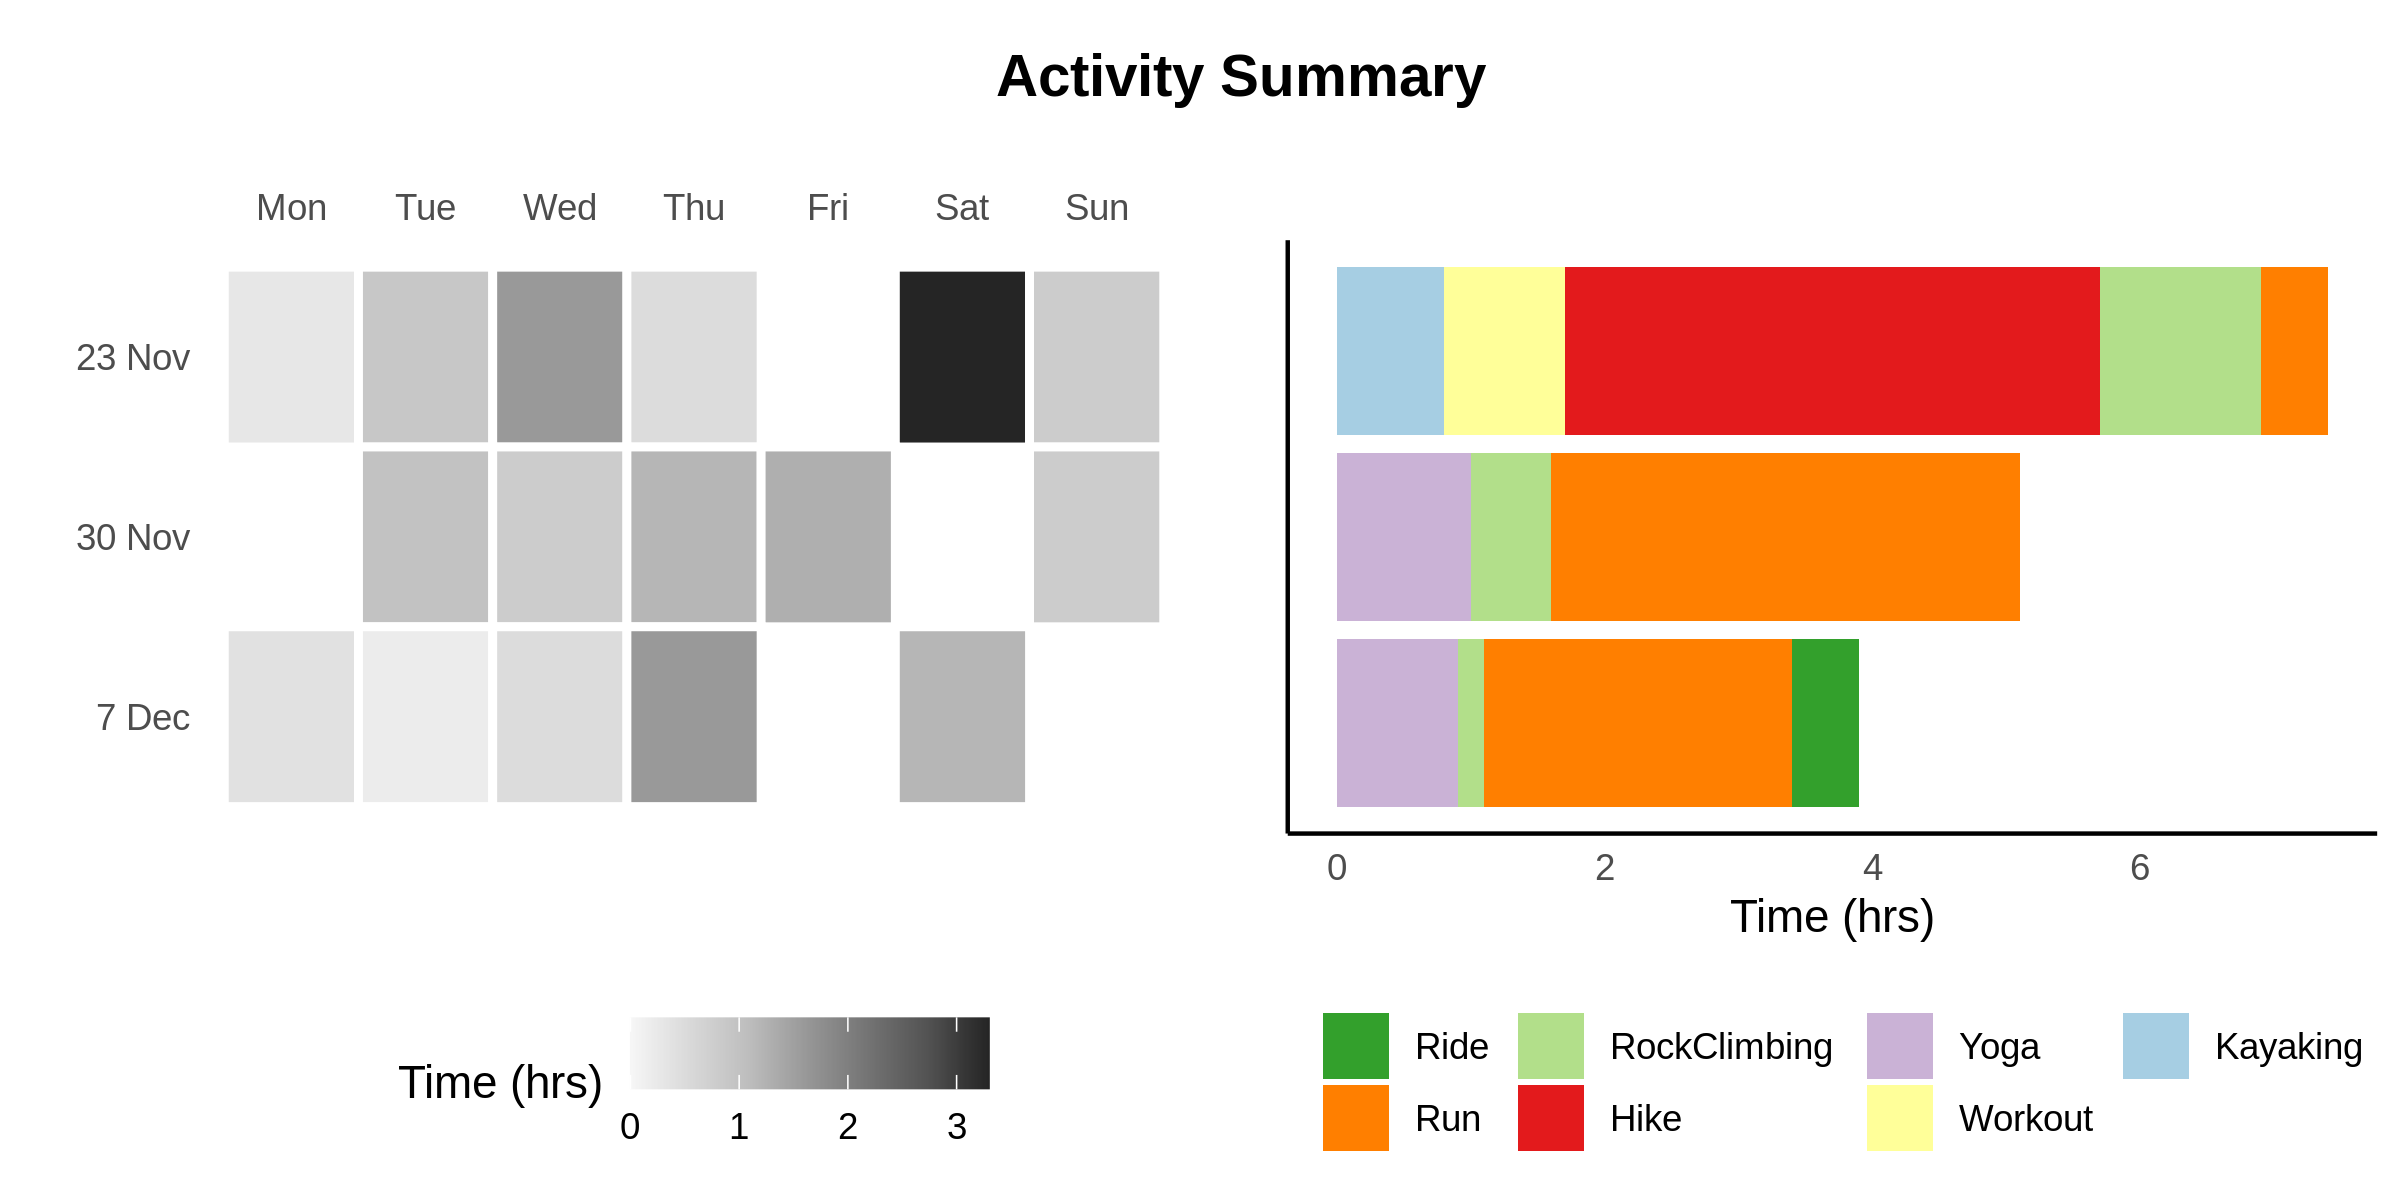 Activity Summary
Mon Tue Wed Thu Fri Sat Sun
23 Nov
30 Nov
7 Dec
0 2 4 6
Time (hrs)
Time (hrs)
0 1 2 3
Ride RockClimbing Yoga Kayaking
Run Hike Workout